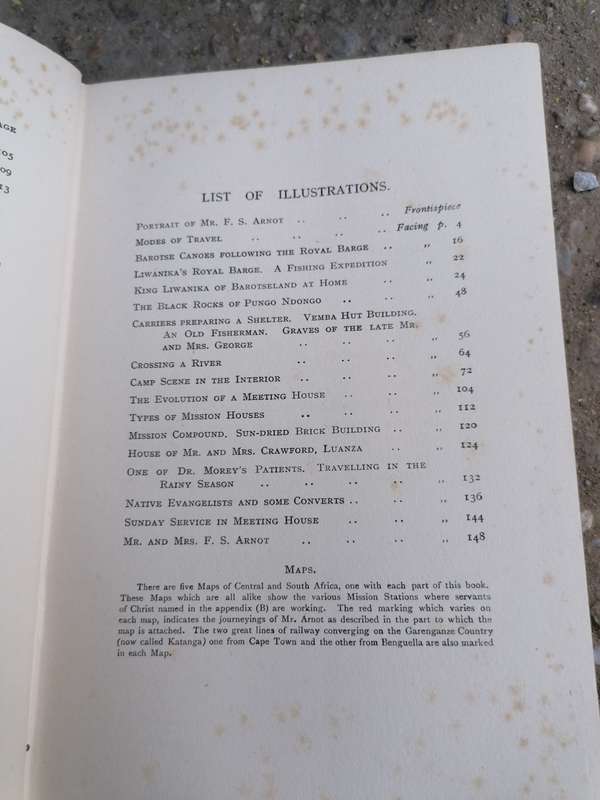 AGE
05
09
13
LIST OF ILLUSTRATIONS.
Portrait of Mr. F. S. Arnot .. .. .. Frontispiece
Modes of Travel .. .. .. Facing p. 4
Barotse Canoes following the Royal Barge .. „ 16
Liwanika's Royal Barge. A Fishing Expedition „ 22
King Liwanika of Barotseland at Home .. „ 24
The Black Rocks of Pungo Ndongo .. .. „ 48
Carriers preparing a Shelter. Vemba Hut Building.
An Old Fisherman. Graves of the late Mr.
and Mrs. George .. .. .. „ 56
Crossing a River .. .. .. „ 64
Camp Scene in the Interior .. .. .. „ 72
The Evolution of a Meeting House .. .. „ 104
Types of Mission Houses .. .. .. „ 112
Mission Compound. Sun-dried Brick Building .. „ 120
House of Mr. and Mrs. Crawford, Luanza .. „ 124
One of Dr. Morey's Patients. Travelling in the
Rainy Season .. .. .. .. „ 132
Native Evangelists and some Converts .. .. „ 136
Sunday Service in Meeting House .. .. „ 144
Mr. and Mrs. F. S. Arnot .. .. .. „ 148
Maps.
There are five Maps of Central and South Africa, one with each part of this book.
These Maps which are all alike show the various Mission Stations where servants
of Christ named in the appendix (B) are working. The red marking which varies on
each map, indicates the journeyings of Mr. Arnot as described in the part to which the
map is attached. The two great lines of railway converging on the Garenganze Country
(now called Katanga) one from Cape Town and the other from Benguella are also marked
in each Map.